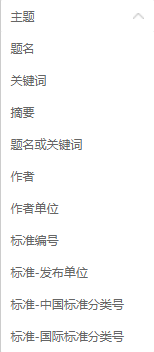 主题
题名
关键词
摘要
题名或关键词
作者
作者单位
标准编号
标准-发布单位
标准-中国标准分类号
标准-国际标准分类号